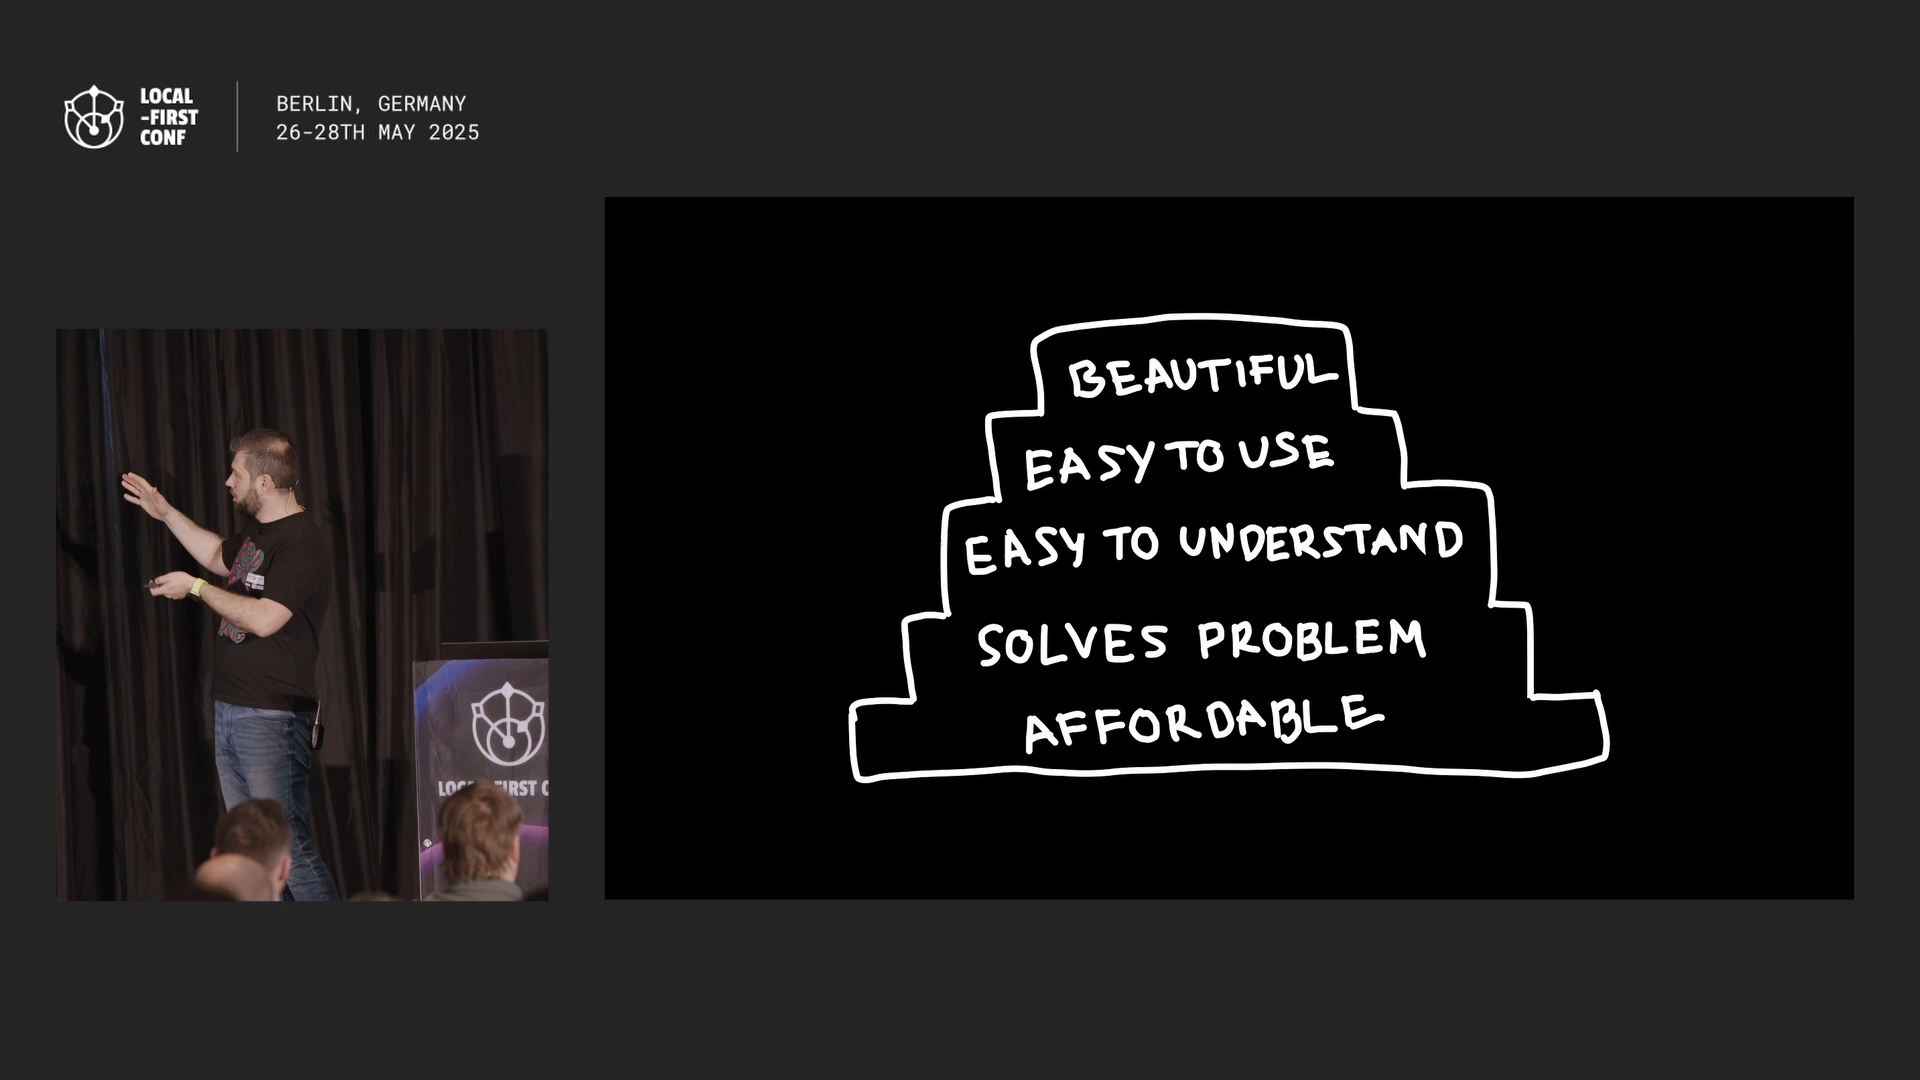 LOCAL
-FIRST
CONF
BERLIN, GERMANY
26-28TH MAY 2025
BEAUTIFUL
EASY TO USE
EASY TO UNDERSTAND
SOLVES PROBLEM
AFFORDABLE